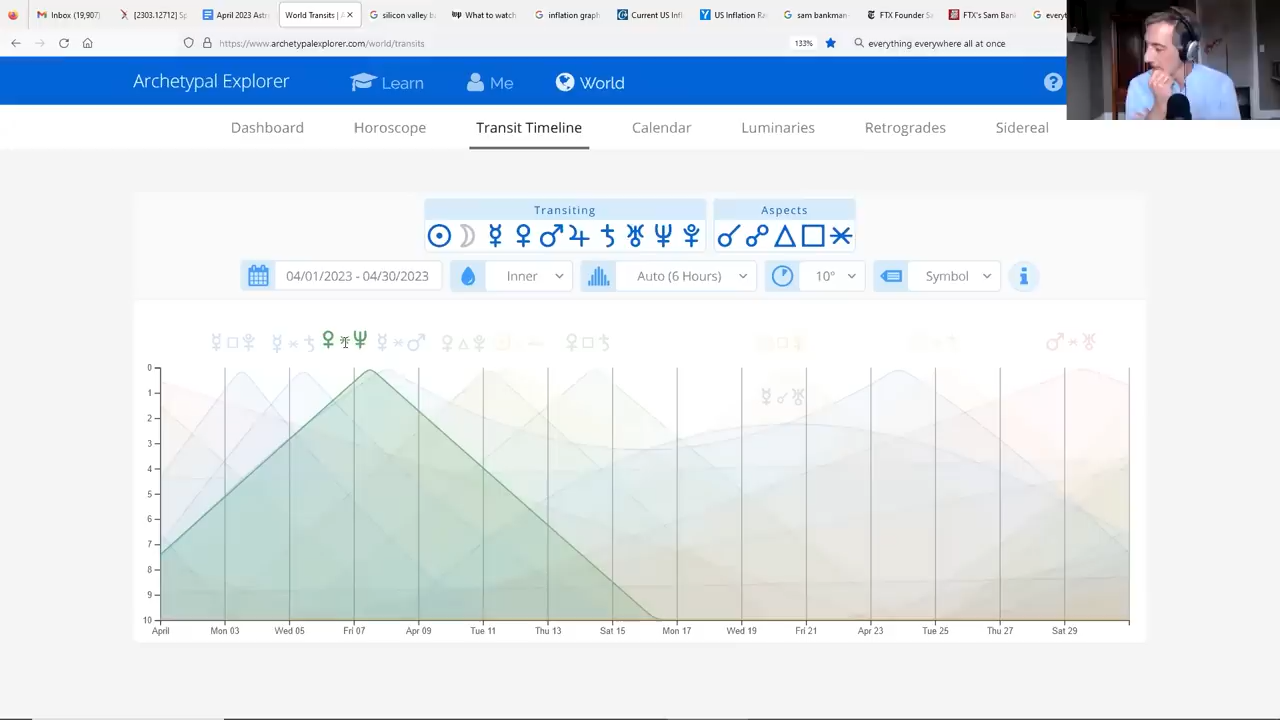 Inbox (19,907)
[2303.12712] Sp
April 2023 Astr
World Transits | A
silicon valley b
What to watch
inflation graph
Current US Infl
US Inflation Ra
sam bankman-
FTX Founder Sa
FTX's Sam Bank
everyt
https://www.archetypalexplorer.com/world/transits
133%
everything everywhere all at once
Archetypal Explorer
Learn
Me
World
?
Dashboard
Horoscope
Transit Timeline
Calendar
Luminaries
Retrogrades
Sidereal
Transiting
Aspects
☉ ☽ ☿ ♀ ♂ ♃ ♄ ♅ ♆ ♇
☌ ☍ △ □ ⚹
04/01/2023 - 04/30/2023
Inner
Auto (6 Hours)
10°
Symbol
i
☿ □ ♇
☿ ⚹ ♄
♀ ⚹ ♆
☿ ⚹ ♂
♀ △ ♇
♀ □ ♄
♂ ⚹ ♅
☿ ☌ ♅
0
1
2
3
4
5
6
7
8
9
10
April
Mon 03
Wed 05
Fri 07
Apr 09
Tue 11
Thu 13
Sat 15
Mon 17
Wed 19
Fri 21
Apr 23
Tue 25
Thu 27
Sat 29